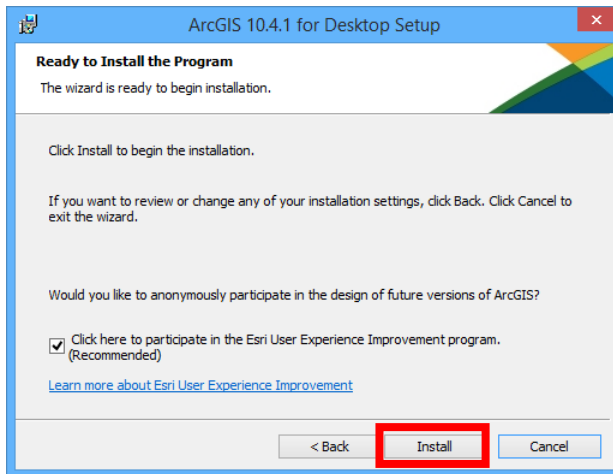 ArcGIS 10.4.1 for Desktop Setup
Ready to Install the Program
The wizard is ready to begin installation.
Click Install to begin the installation.
If you want to review or change any of your installation settings, click Back. Click Cancel to
exit the wizard.
Would you like to anonymously participate in the design of future versions of ArcGIS?
Click here to participate in the Esri User Experience Improvement program.
(Recommended)
Learn more about Esri User Experience Improvement
< Back Install Cancel